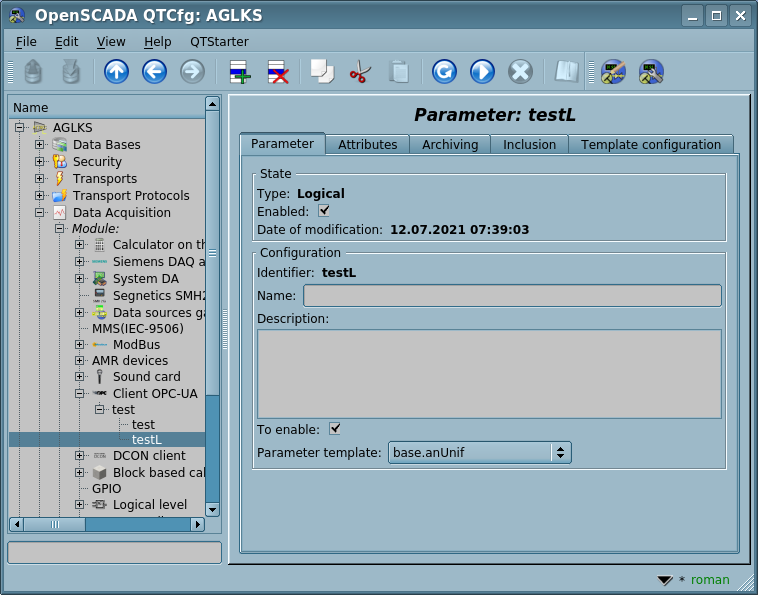 OpenSCADA QTCfg: AGLKS
File Edit View Help QTStarter
Name
AGLKS
Data Bases
Security
Transports
Transport Protocols
Data Acquisition
Module:
Calculator on th
Siemens DAQ a
System DA
Segnetics SMH2
Data sources ga
MMS(IEC-9506)
ModBus
AMR devices
Sound card
Client OPC-UA
test
test
testL
DCON client
Block based cal
GPIO
Logical level
Parameter: testL
Parameter Attributes Archiving Inclusion Template configuration
State
Type: Logical
Enabled:
Date of modification: 12.07.2021 07:39:03
Configuration
Identifier: testL
Name:
Description:
To enable:
Parameter template: base.anUnif
* roman